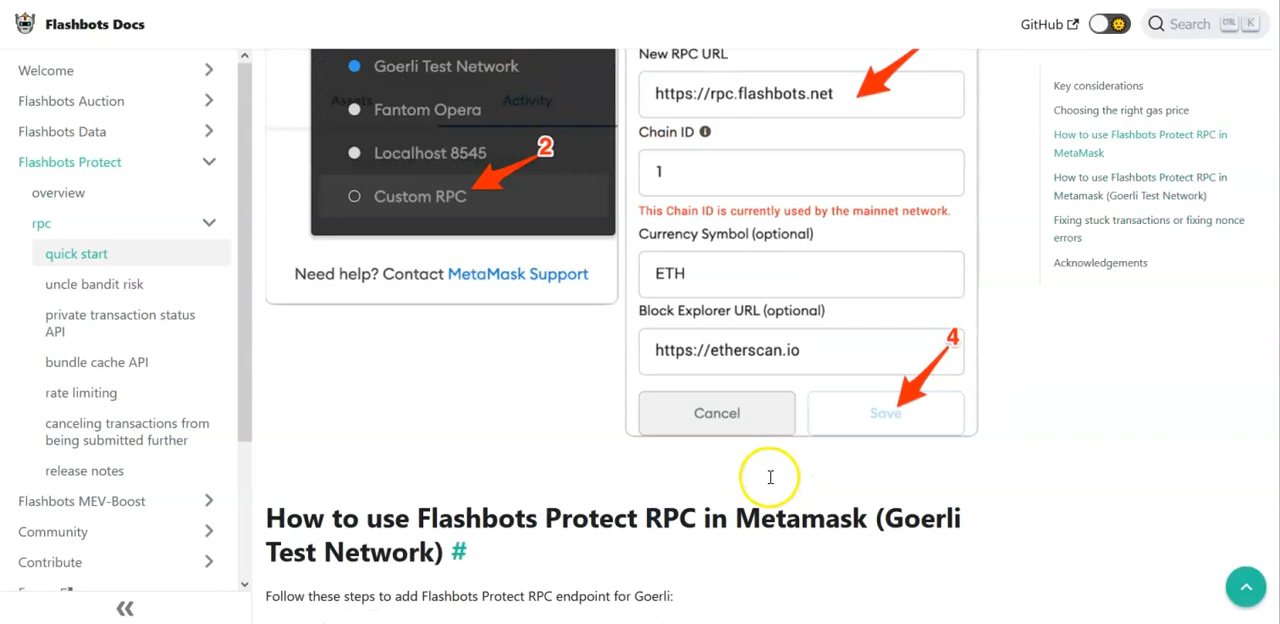 Flashbots Docs
GitHub
Search
CTRL K
Welcome
Flashbots Auction
Flashbots Data
Flashbots Protect
overview
rpc
quick start
uncle bandit risk
private transaction status
API
bundle cache API
rate limiting
canceling transactions from
being submitted further
release notes
Flashbots MEV-Boost
Community
Contribute
Goerli Test Network
Assets Activity
Fantom Opera
Localhost 8545
2
Custom RPC
Need help? Contact MetaMask Support
New RPC URL
https://rpc.flashbots.net
Chain ID
1
This Chain ID is currently used by the mainnet network.
Currency Symbol (optional)
ETH
Block Explorer URL (optional)
https://etherscan.io
4
Cancel
Save
How to use Flashbots Protect RPC in Metamask (Goerli
Test Network) #
Follow these steps to add Flashbots Protect RPC endpoint for Goerli:
Key considerations
Choosing the right gas price
How to use Flashbots Protect RPC in
MetaMask
How to use Flashbots Protect RPC in
Metamask (Goerli Test Network)
Fixing stuck transactions or fixing nonce
errors
Acknowledgements